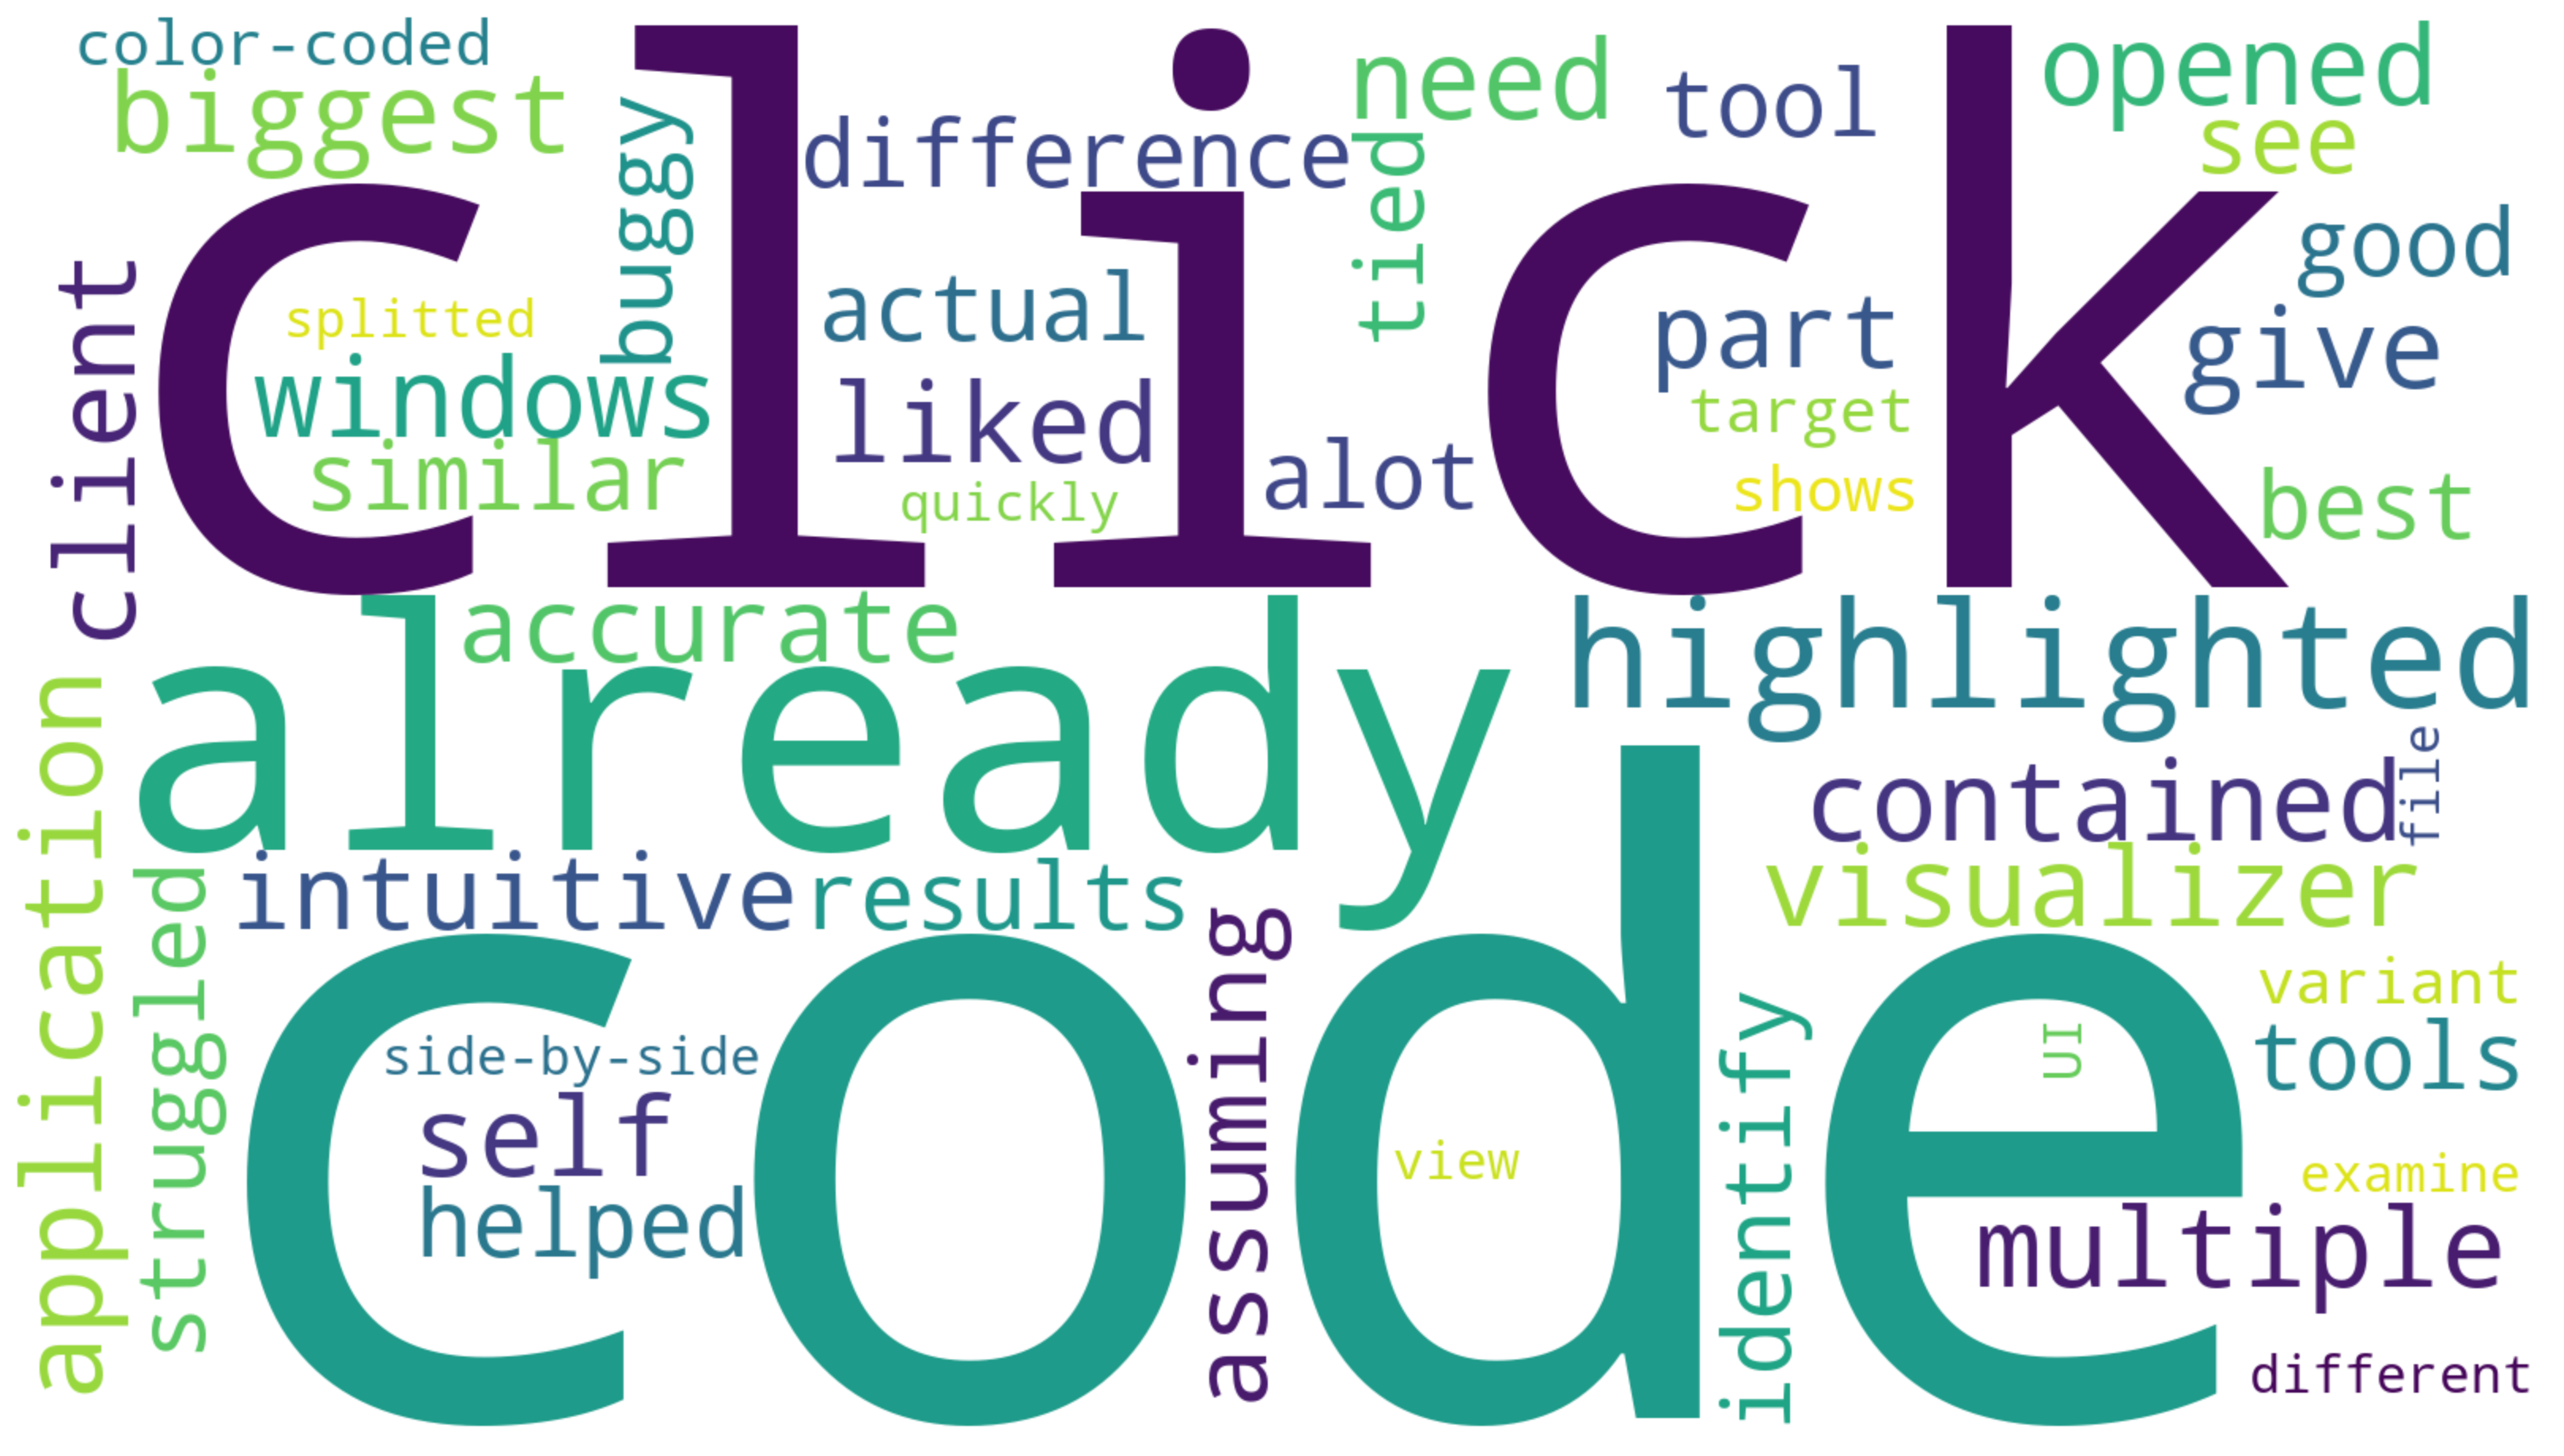 color-coded
biggest
buggy
click
difference
need
tied
tool
opened
see
good
client
splitted
windows
similar
actual
liked
quickly
alot
part
target
shows
give
best
accurate
already
highlighted
contained
file
application
struggled
intuitive
results
visualizer
code
assuming
identify
side-by-side
self
helped
view
UI
variant
tools
examine
multiple
different